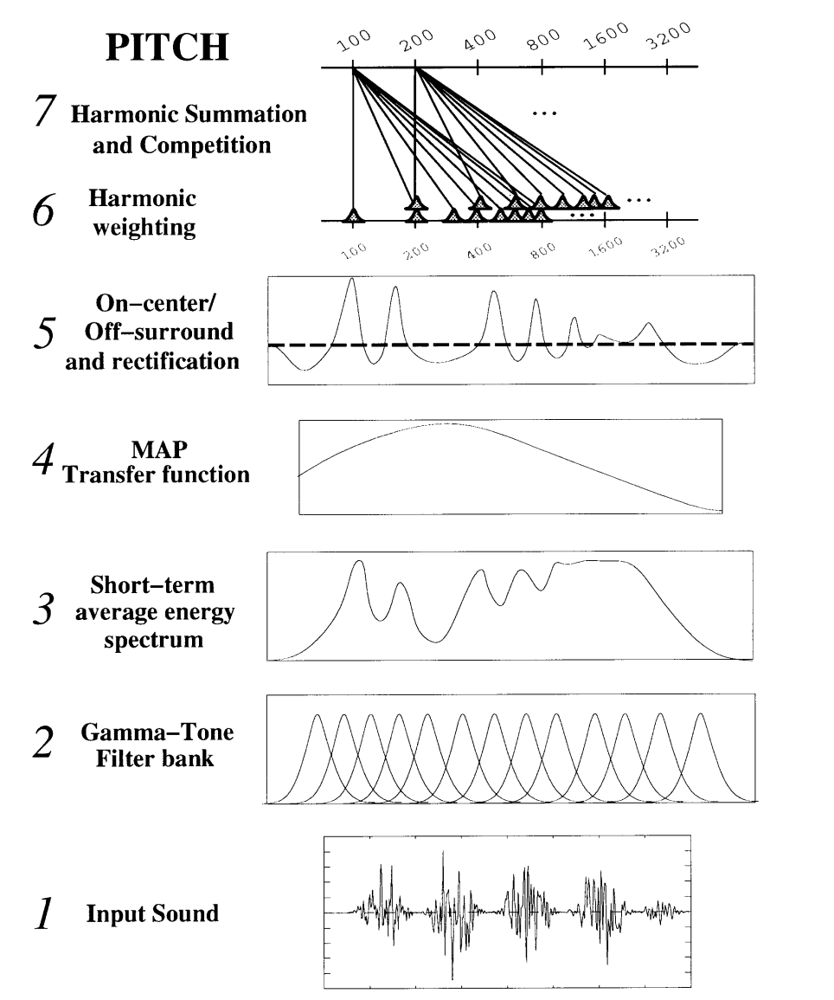 PITCH
100 200 400 800 1600 3200
7 Harmonic Summation
and Competition
...
6 Harmonic
weighting
...
...
100 200 400 800 1600 3200
5 On–center/
Off–surround
and rectification
4 MAP
Transfer function
3 Short–term
average energy
spectrum
2 Gamma–Tone
Filter bank
1 Input Sound